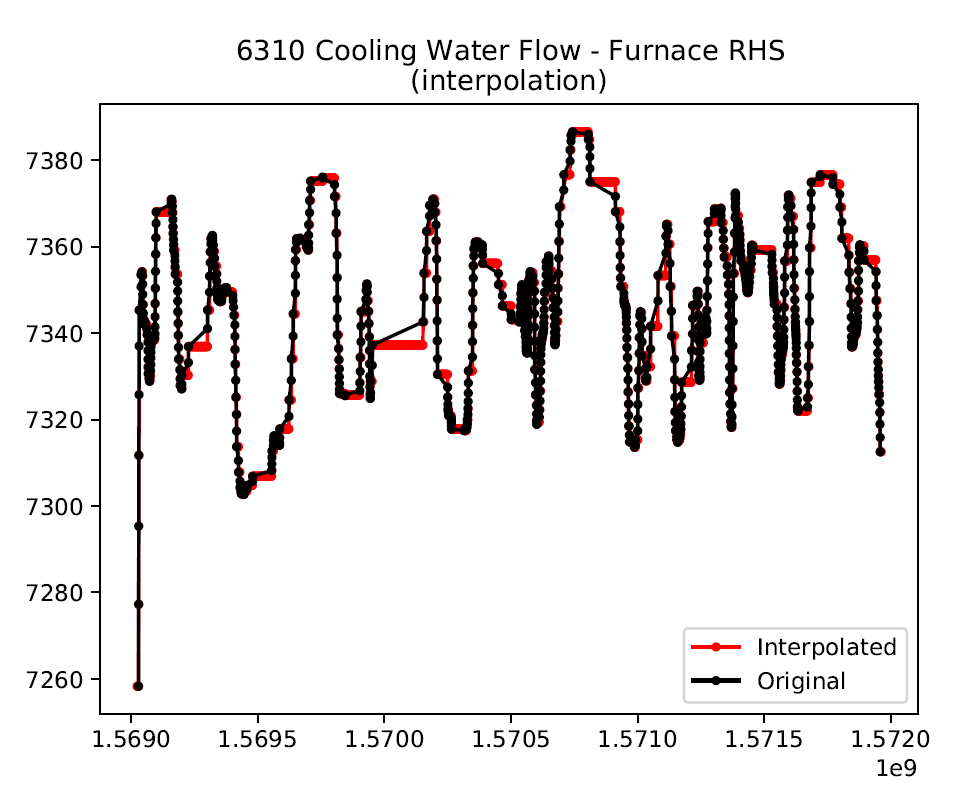 6310 Cooling Water Flow - Furnace RHS
(interpolation)
7380
7360
7340
7320
7300
7280
7260
Interpolated
Original
1.5690 1.5695 1.5700 1.5705 1.5710 1.5715 1.5720
1e9